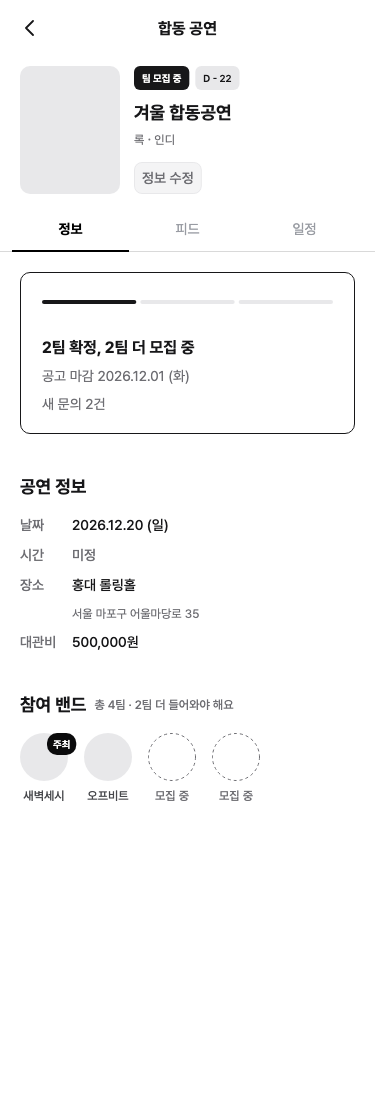 합동 공연
팀 모집 중 D - 22
겨울 합동공연
록 · 인디
정보 수정
정보 피드 일정
2팀 확정, 2팀 더 모집 중
공고 마감 2026.12.01 (화)
새 문의 2건
공연 정보
날짜 2026.12.20 (일)
시간 미정
장소 홍대 롤링홀
서울 마포구 어울마당로 35
대관비 500,000원
참여 밴드 총 4팀 · 2팀 더 들어와야 해요
주최
새벽세시 오프비트 모집 중 모집 중